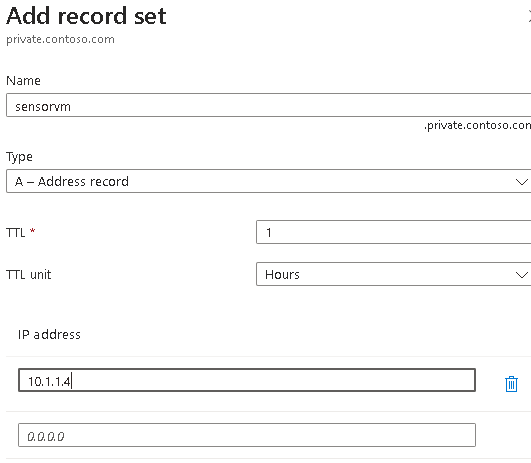 Add record set
private.contoso.com
Name
sensorvm
.private.contoso.com
Type
A – Address record
TTL *
1
TTL unit
Hours
IP address
10.1.1.4
0.0.0.0